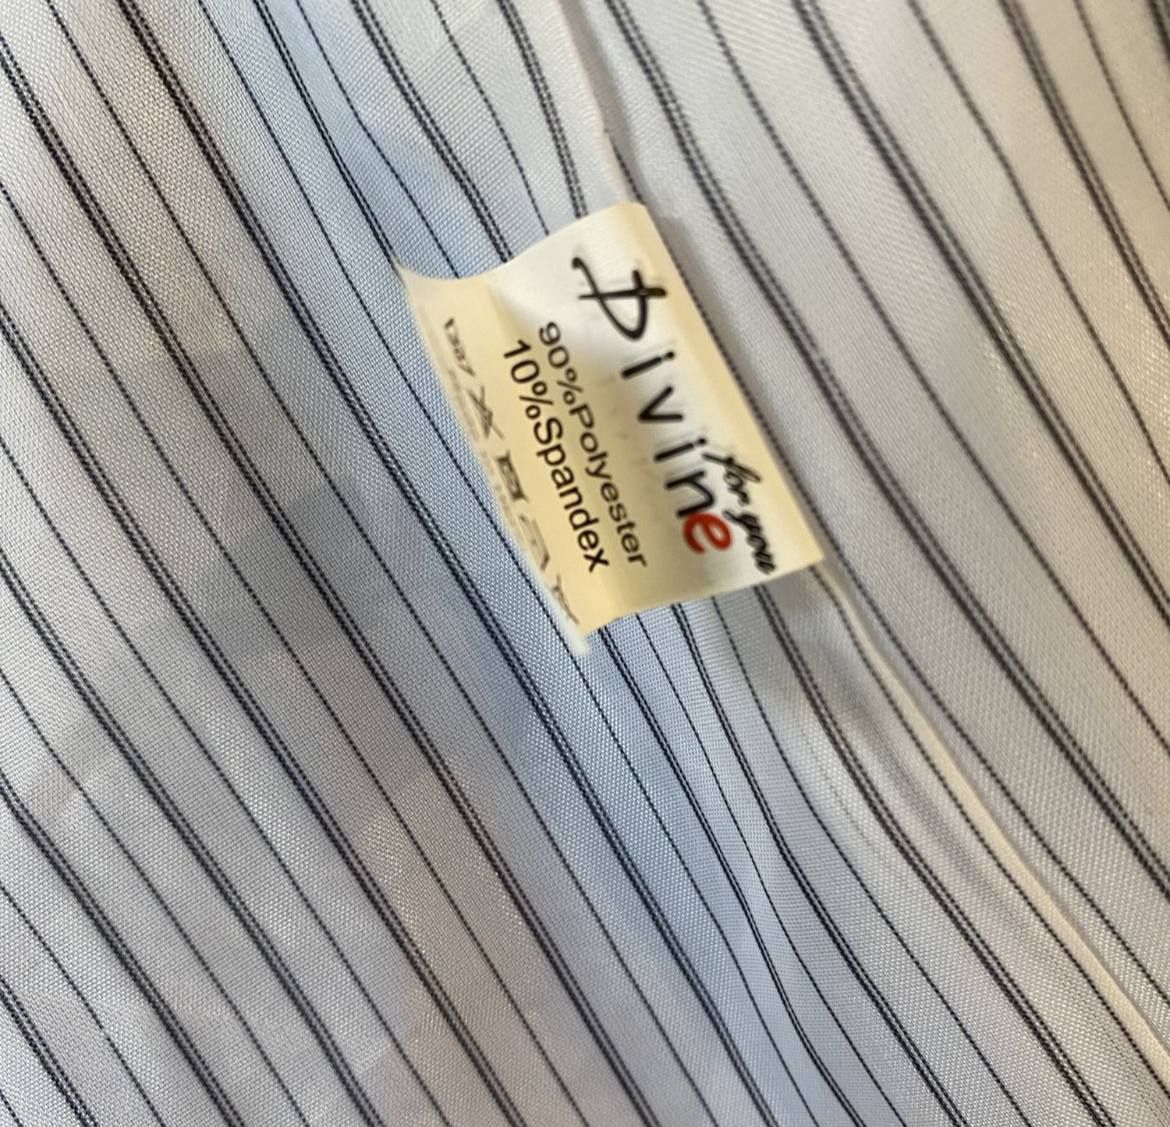 Divine
for you
90%Polyester
10%Spandex